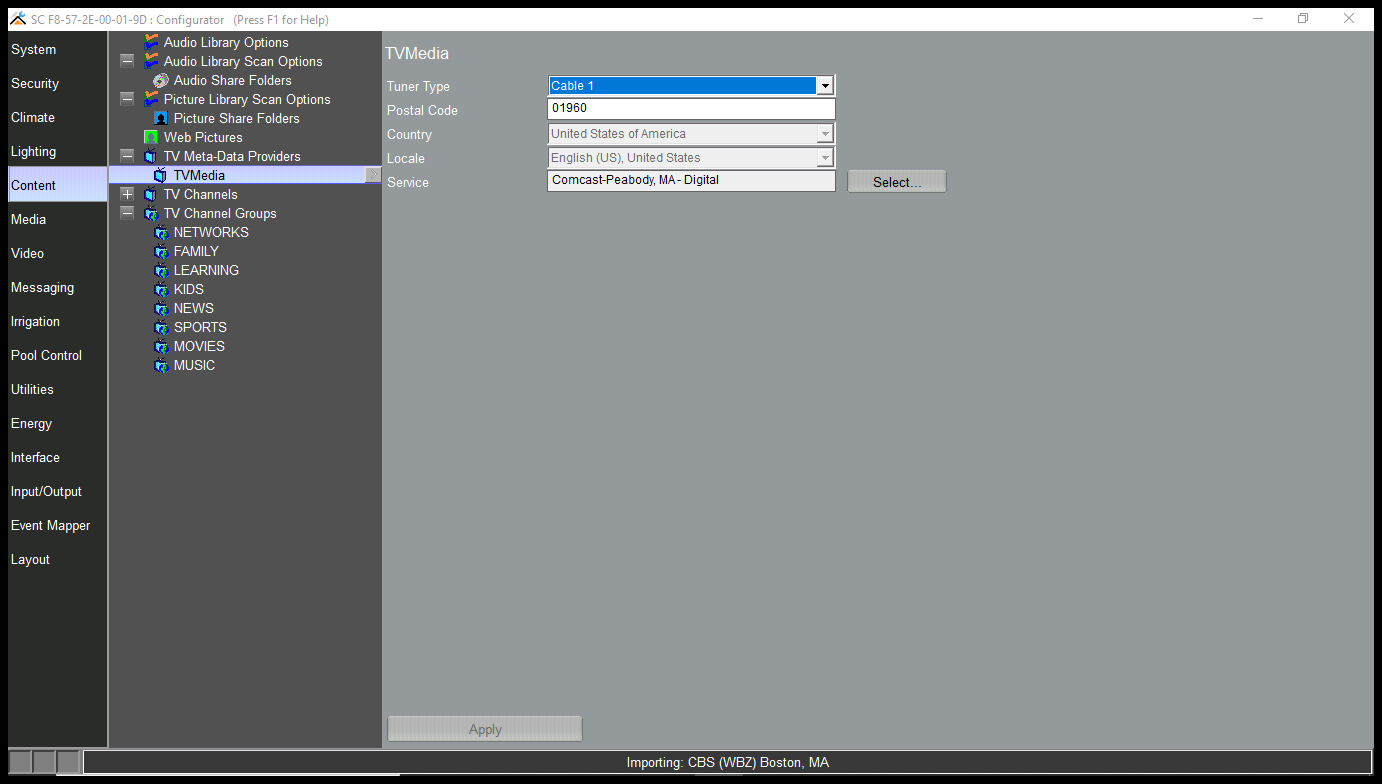 SC F8-57-2E-00-01-9D : Configurator   (Press F1 for Help)
System
Security
Climate
Lighting
Content
Media
Video
Messaging
Irrigation
Pool Control
Utilities
Energy
Interface
Input/Output
Event Mapper
Layout
Audio Library Options
Audio Library Scan Options
Audio Share Folders
Picture Library Scan Options
Picture Share Folders
Web Pictures
TV Meta-Data Providers
TVMedia
TV Channels
TV Channel Groups
NETWORKS
FAMILY
LEARNING
KIDS
NEWS
SPORTS
MOVIES
MUSIC
TVMedia
Tuner Type Cable 1
Postal Code 01960
Country United States of America
Locale English (US), United States
Service Comcast-Peabody, MA - Digital Select...
Apply
Importing: CBS (WBZ) Boston, MA